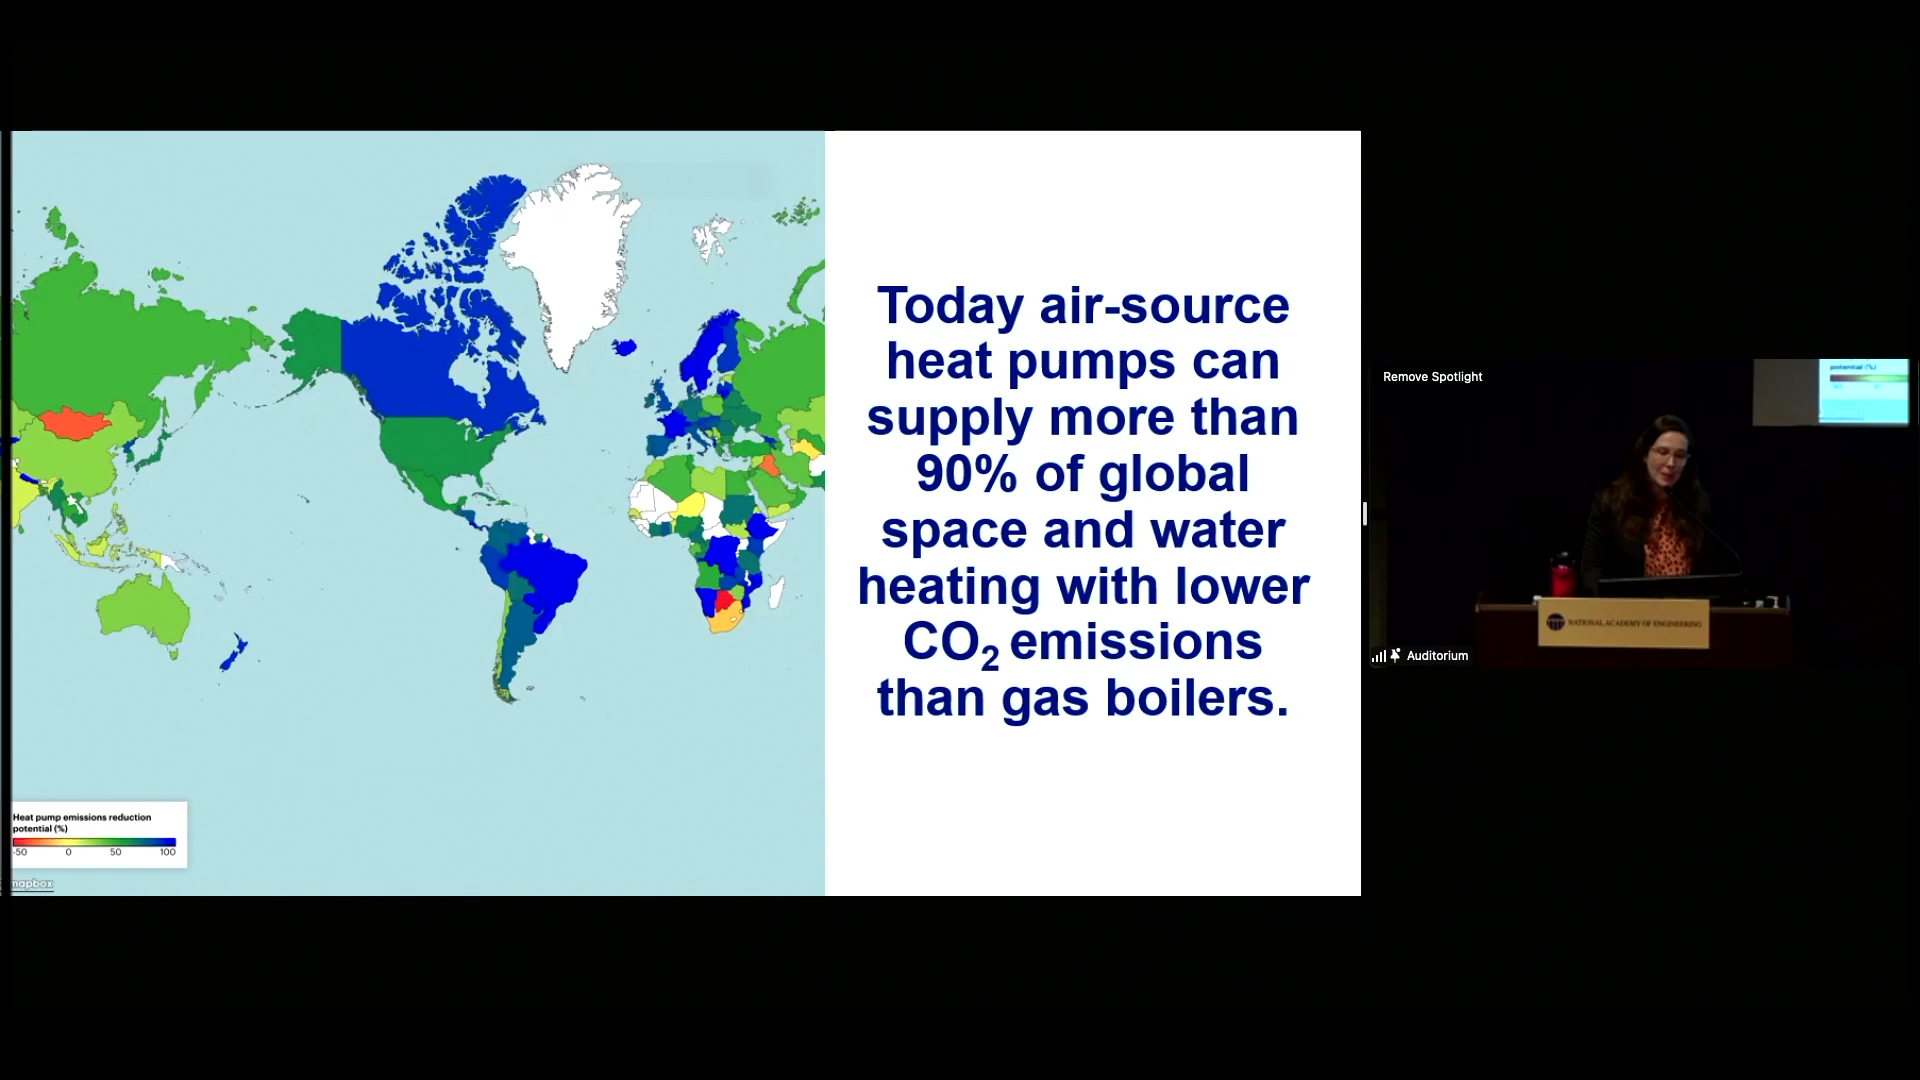 Today air-source
heat pumps can
supply more than
90% of global
space and water
heating with lower
CO₂ emissions
than gas boilers.
Heat pump emissions reduction
potential (%)
-50 0 50 100
mapbox
Remove Spotlight
potential (%)
NATIONAL ACADEMY OF ENGINEERING
Auditorium